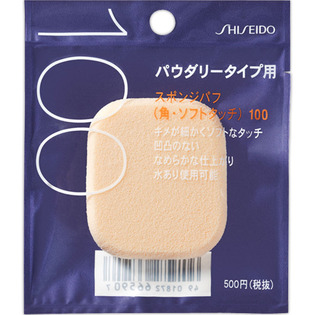 100
SHISEIDO
パウダリータイプ用
スポンジパフ
(角・ソフトタッチ) 100
キメが細かくソフトなタッチ
凹凸のない
なめらかな仕上がり
水あり使用可能
500円(税抜)
4901872665907